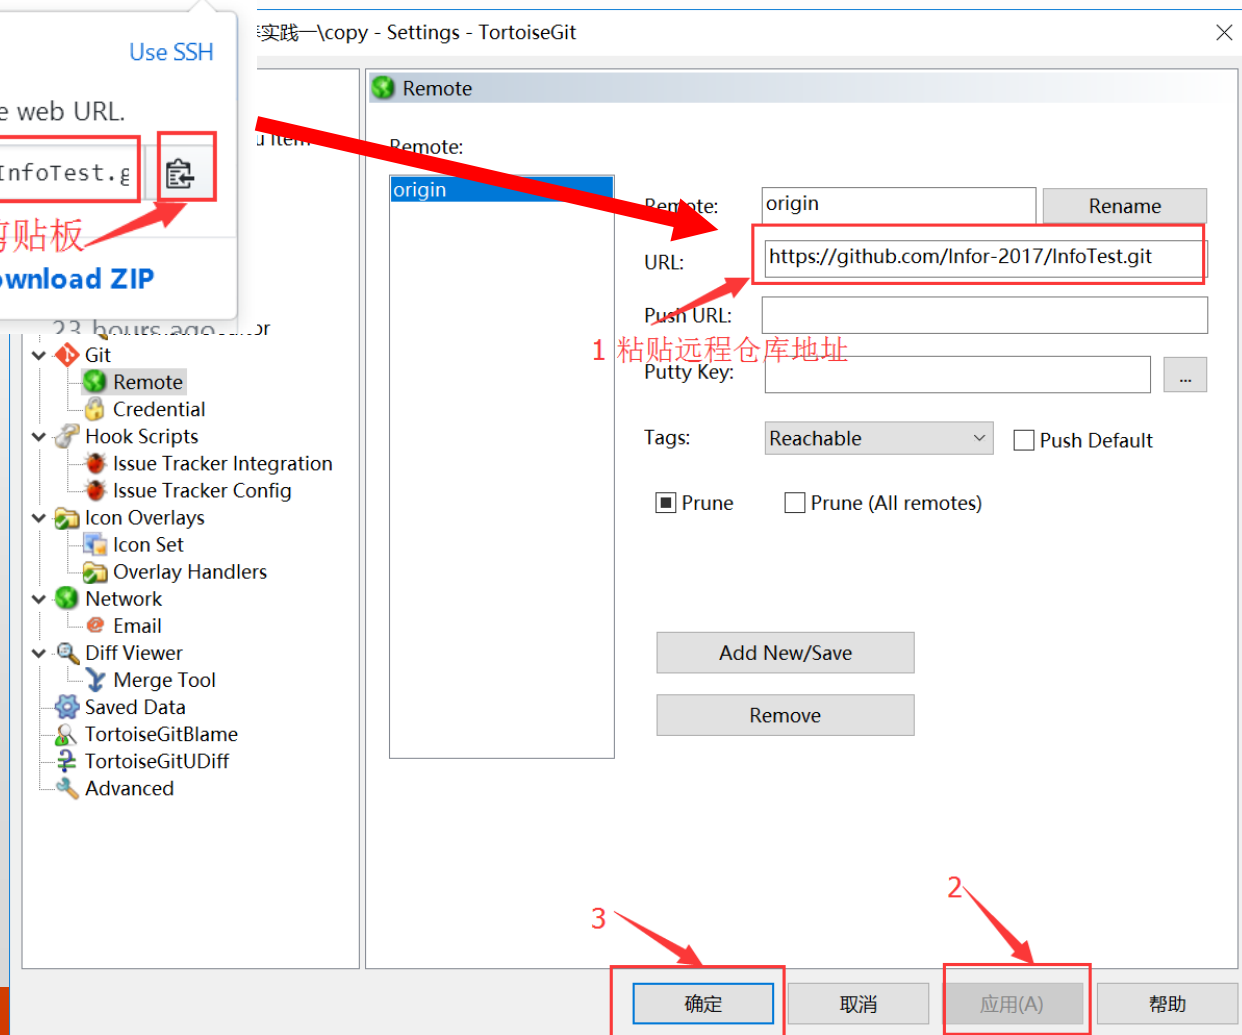 践一\copy - Settings - TortoiseGit
Use SSH
e web URL.
InfoTest.g
剪贴板
ownload ZIP
23 hours ago
Git
Remote
Credential
Hook Scripts
Issue Tracker Integration
Issue Tracker Config
Icon Overlays
Icon Set
Overlay Handlers
Network
Email
Diff Viewer
Merge Tool
Saved Data
TortoiseGitBlame
TortoiseGitUDiff
Advanced
Remote
Remote:
origin
Remote:
origin
Rename
URL:
https://github.com/Infor-2017/InfoTest.git
Push URL:
1 粘贴远程仓库地址
Putty Key:
...
Tags:
Reachable
Push Default
Prune
Prune (All remotes)
Add New/Save
Remove
3
2
确定
取消
应用(A)
帮助